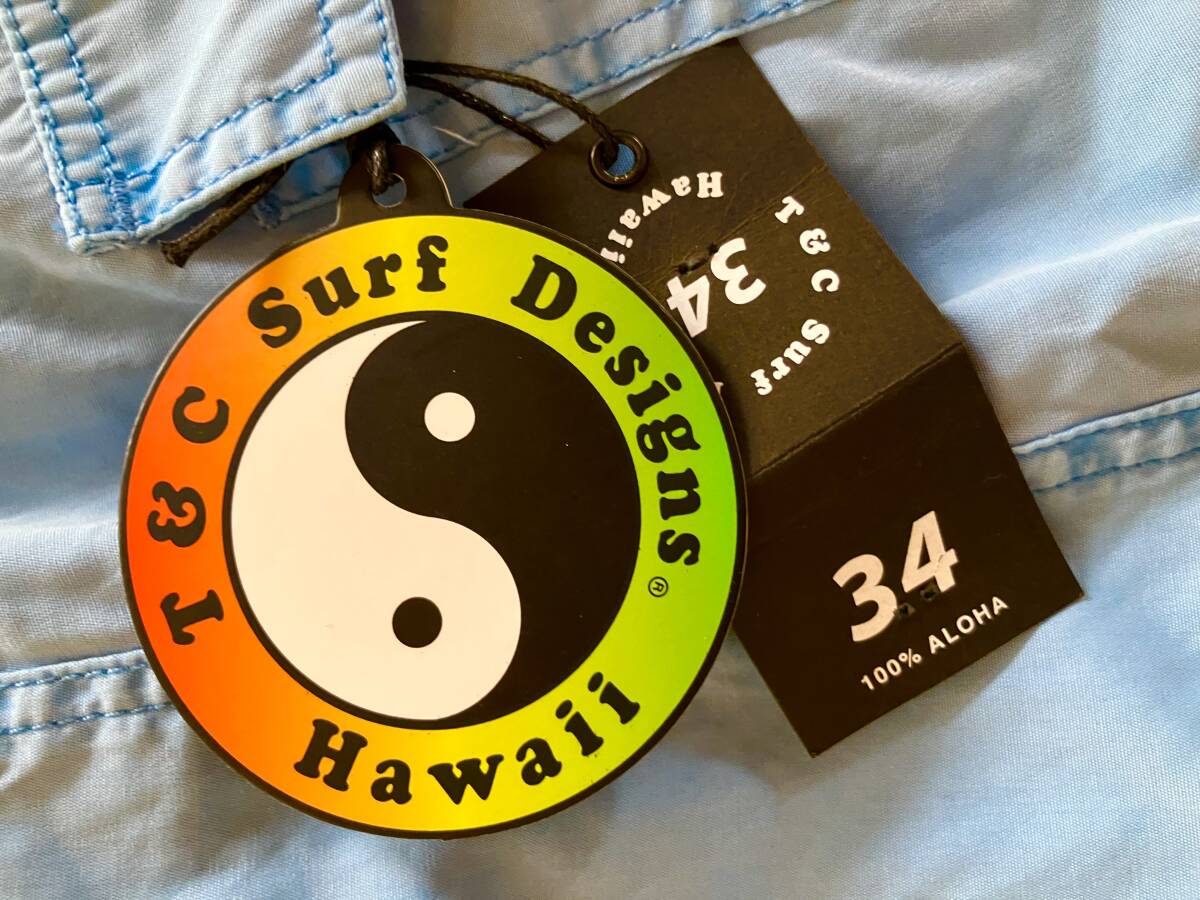 T & C Surf Designs®
Hawaii
T & C Surf
Hawaii
34
34
100% ALOHA